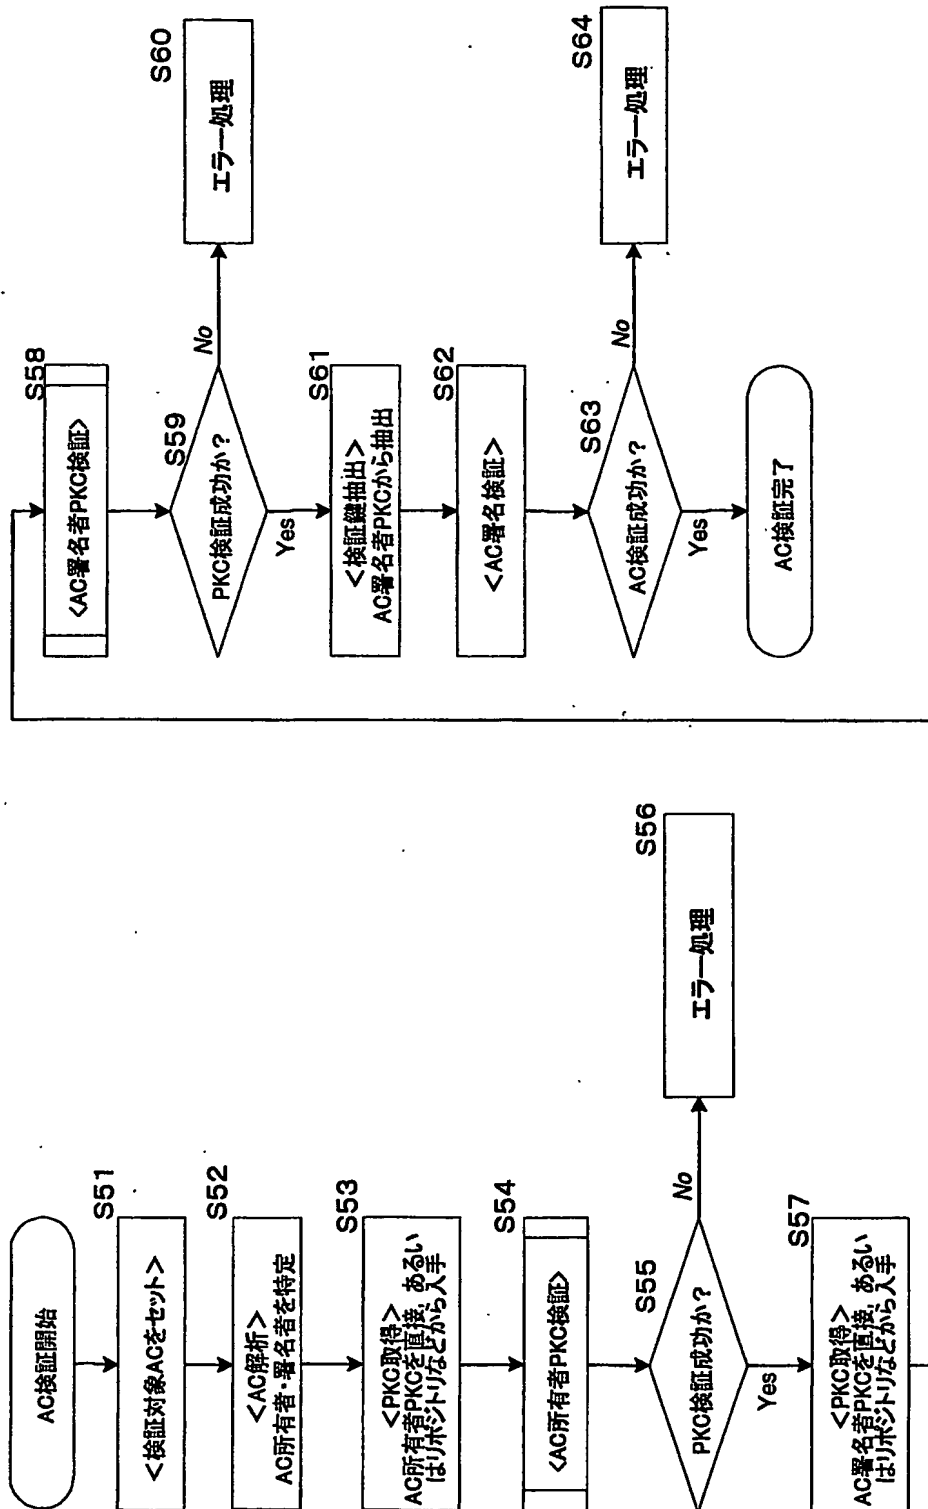 AC検証開始
S51
<検証対象ACをセット>
S52
<AC解析>
AC所有者・署名者を特定
S53
<PKC取得>
AC所有者PKCを直接、あるい
はリポジトリなどから入手
S54
<AC所有者PKC検証>
S55
PKC検証成功か?
No
S56
エラー処理
Yes
S57
<PKC取得>
AC署名者PKCを直接、あるい
はリポジトリなどから入手
S58
<AC署名者PKC検証>
S59
PKC検証成功か?
No
S60
エラー処理
Yes
S61
<検証鍵抽出>
AC署名者PKCから抽出
S62
<AC署名検証>
S63
AC検証成功か?
No
S64
エラー処理
Yes
AC検証完了